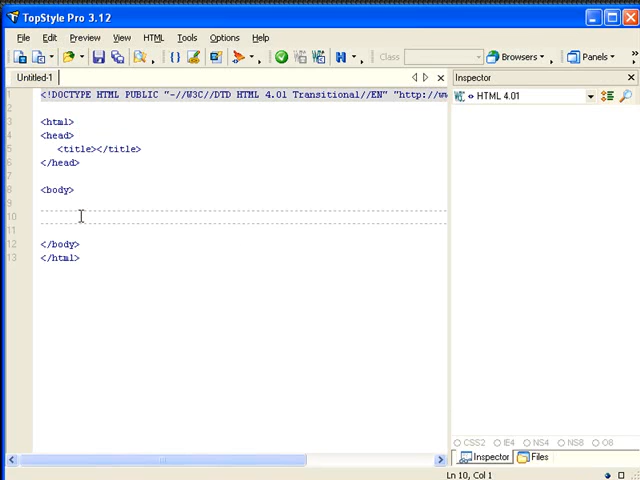 TopStyle Pro 3.12
File Edit Preview View HTML Tools Options Help
Class Browsers Panels
Untitled-1
Inspector
1 <!DOCTYPE HTML PUBLIC "-//W3C//DTD HTML 4.01 Transitional//EN" "http://ww
HTML 4.01
2
3 <html>
4 <head>
5 <title></title>
6 </head>
7
8 <body>
9
10
11
12 </body>
13 </html>
CSS2 IE4 NS4 NS8 O8
Inspector Files
Ln 10, Col 1